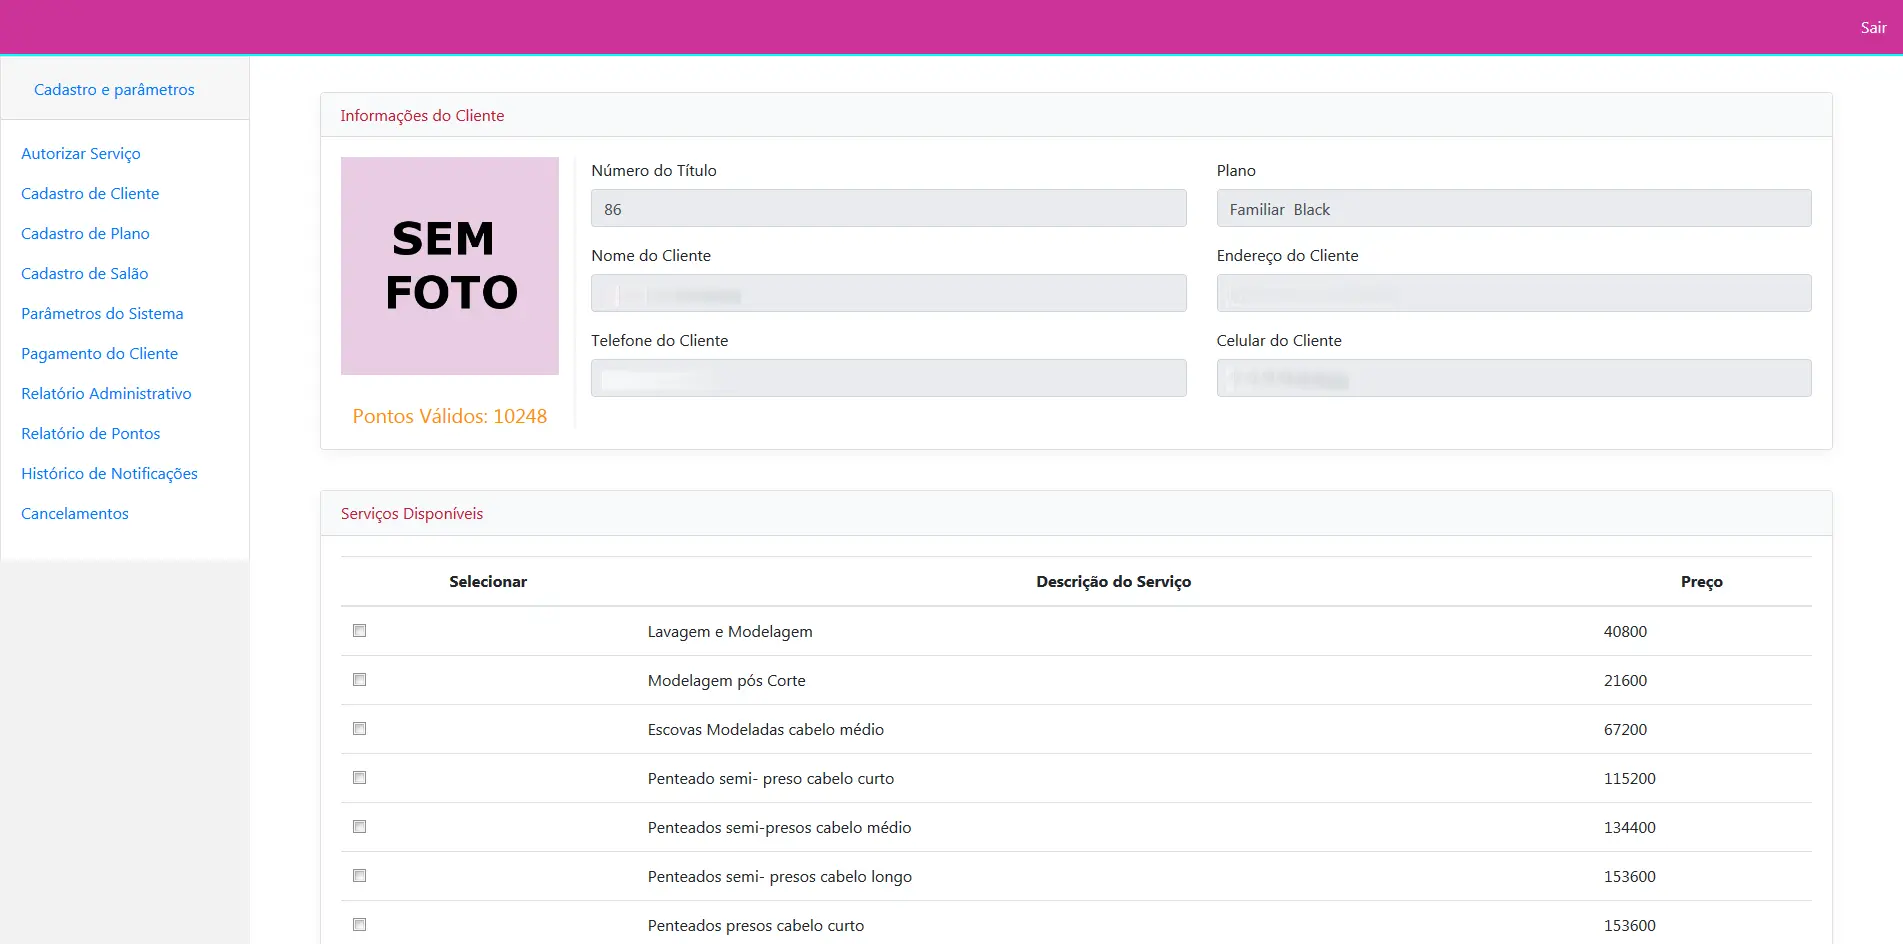 Sair
Cadastro e parâmetros
Autorizar Serviço
Cadastro de Cliente
Cadastro de Plano
Cadastro de Salão
Parâmetros do Sistema
Pagamento do Cliente
Relatório Administrativo
Relatório de Pontos
Histórico de Notificações
Cancelamentos
Informações do Cliente
SEM
FOTO
Pontos Válidos: 10248
Número do Título
86
Plano
Familiar Black
Nome do Cliente
Endereço do Cliente
Telefone do Cliente
Celular do Cliente
Serviços Disponíveis
Selecionar Descrição do Serviço Preço
Lavagem e Modelagem 40800
Modelagem pós Corte 21600
Escovas Modeladas cabelo médio 67200
Penteado semi- preso cabelo curto 115200
Penteados semi-presos cabelo médio 134400
Penteados semi- presos cabelo longo 153600
Penteados presos cabelo curto 153600